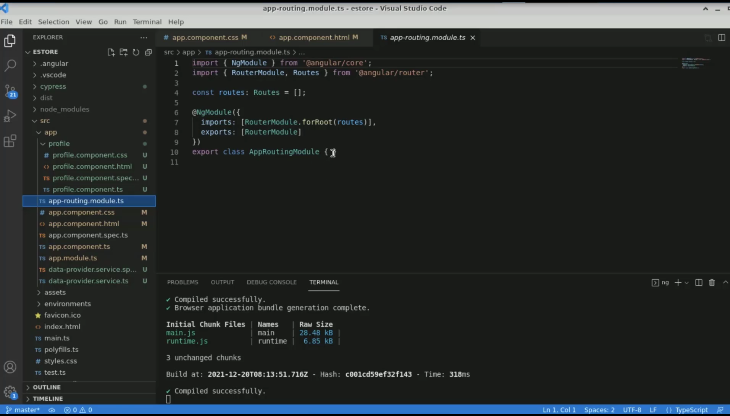 app-routing.module.ts - estore - Visual Studio Code
File Edit Selection View Go Run Terminal Help
EXPLORER
ESTORE
.angular
.vscode
cypress
dist
node_modules
src
app
profile
# profile.component.css U
<> profile.component.html U
TS profile.component.spec... U
TS profile.component.ts U
TS app-routing.module.ts
# app.component.css M
<> app.component.html M
TS app.component.spec.ts
TS app.component.ts M
TS app.module.ts M
TS data-provider.service.sp... U
TS data-provider.service.ts U
assets
environments
favicon.ico
<> index.html
TS main.ts
TS polyfills.ts
# styles.css
TS test.ts
OUTLINE
TIMELINE
21
1
# app.component.css M
<> app.component.html M
TS app-routing.module.ts ×
src > app > TS app-routing.module.ts > ...
1 import { NgModule } from '@angular/core';
2 import { RouterModule, Routes } from '@angular/router';
3
4 const routes: Routes = [];
5
6 @NgModule({
7 imports: [RouterModule.forRoot(routes)],
8 exports: [RouterModule]
9 })
10 export class AppRoutingModule { }
11
PROBLEMS OUTPUT DEBUG CONSOLE TERMINAL
ng
✔ Compiled successfully.
✔ Browser application bundle generation complete.
Initial Chunk Files | Names | Raw Size
main.js | main | 28.48 kB |
runtime.js | runtime | 6.85 kB |
3 unchanged chunks
Build at: 2021-12-20T08:13:51.716Z - Hash: c001cd59ef32f143 - Time: 318ms
✔ Compiled successfully.
master* 0 0
Ln 1, Col 1 Spaces: 2 UTF-8 LF TypeScript